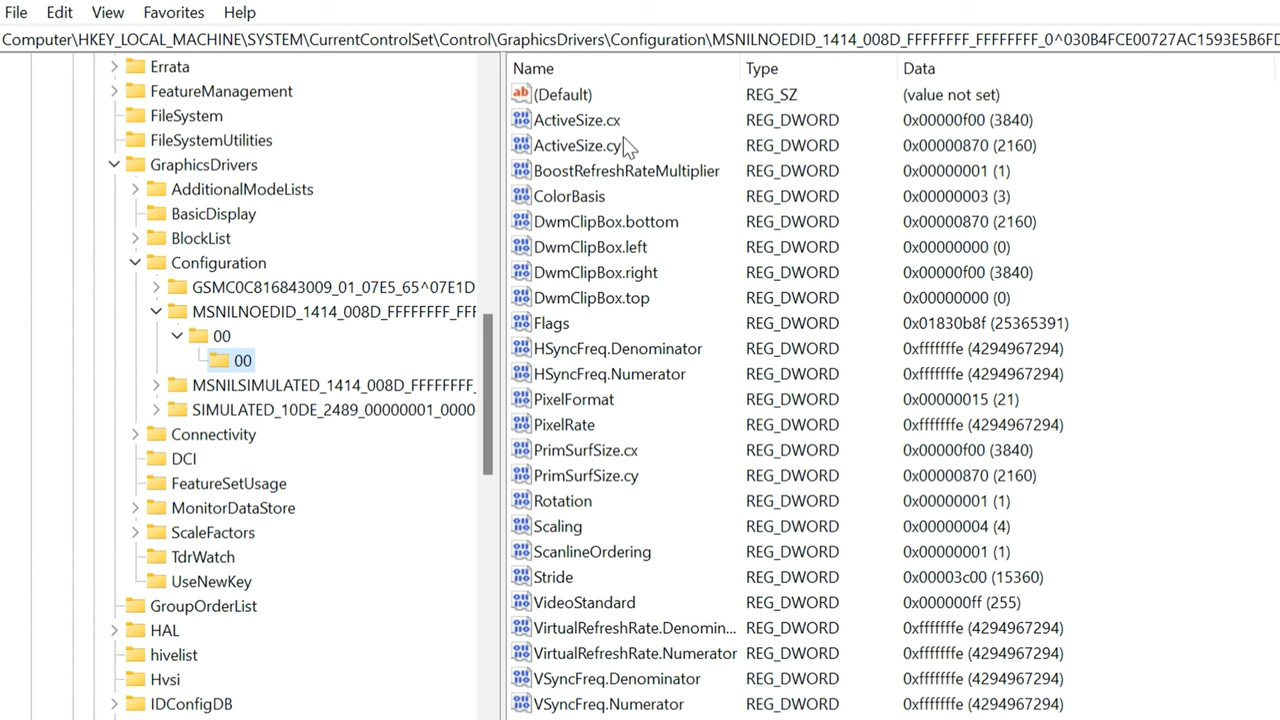 File Edit View Favorites Help
Computer\HKEY_LOCAL_MACHINE\SYSTEM\CurrentControlSet\Control\GraphicsDrivers\Configuration\MSNILNOEDID_1414_008D_FFFFFFFF_FFFFFFFF_0^030B4FCE00727AC1593E5B6FD
Errata
FeatureManagement
FileSystem
FileSystemUtilities
GraphicsDrivers
AdditionalModeLists
BasicDisplay
BlockList
Configuration
GSMC0C816843009_01_07E5_65^07E1D
MSNILNOEDID_1414_008D_FFFFFFFF_FFF
00
00
MSNILSIMULATED_1414_008D_FFFFFFFF_
SIMULATED_10DE_2489_00000001_0000
Connectivity
DCI
FeatureSetUsage
MonitorDataStore
ScaleFactors
TdrWatch
UseNewKey
GroupOrderList
HAL
hivelist
Hvsi
IDConfigDB
Name Type Data
(Default) REG_SZ (value not set)
ActiveSize.cx REG_DWORD 0x00000f00 (3840)
ActiveSize.cy REG_DWORD 0x00000870 (2160)
BoostRefreshRateMultiplier REG_DWORD 0x00000001 (1)
ColorBasis REG_DWORD 0x00000003 (3)
DwmClipBox.bottom REG_DWORD 0x00000870 (2160)
DwmClipBox.left REG_DWORD 0x00000000 (0)
DwmClipBox.right REG_DWORD 0x00000f00 (3840)
DwmClipBox.top REG_DWORD 0x00000000 (0)
Flags REG_DWORD 0x01830b8f (25365391)
HSyncFreq.Denominator REG_DWORD 0xfffffffe (4294967294)
HSyncFreq.Numerator REG_DWORD 0xfffffffe (4294967294)
PixelFormat REG_DWORD 0x00000015 (21)
PixelRate REG_DWORD 0xfffffffe (4294967294)
PrimSurfSize.cx REG_DWORD 0x00000f00 (3840)
PrimSurfSize.cy REG_DWORD 0x00000870 (2160)
Rotation REG_DWORD 0x00000001 (1)
Scaling REG_DWORD 0x00000004 (4)
ScanlineOrdering REG_DWORD 0x00000001 (1)
Stride REG_DWORD 0x00003c00 (15360)
VideoStandard REG_DWORD 0x000000ff (255)
VirtualRefreshRate.Denomin... REG_DWORD 0xfffffffe (4294967294)
VirtualRefreshRate.Numerator REG_DWORD 0xfffffffe (4294967294)
VSyncFreq.Denominator REG_DWORD 0xfffffffe (4294967294)
VSyncFreq.Numerator REG_DWORD 0xfffffffe (4294967294)